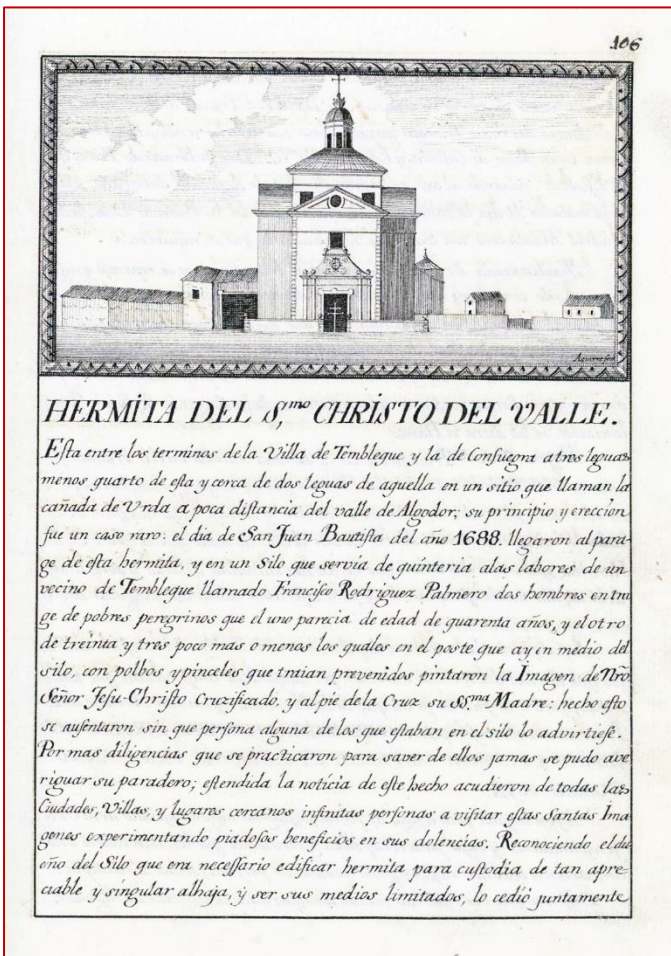 106
Aguirre fec
HERMITA DEL S,mo CHRISTO DEL VALLE.
Esta entre los terminos de la Villa de Temblegue y la de Consuegra a tres leguas
menos quarto de esta y cerca de dos leguas de aquella en un sitio que llaman la
cañada de Vrda a poca distancia del valle de Algodor; su principio y ereccion
fue un caso raro: el dia de San Juan Bautista del año 1688. llegaron al para-
ge de esta hermita, y en un Silo que servia de quinteria alas labores de un
vecino de Temblegue llamado Francisco Rodriguez Palmero dos hombres en tra
ge de pobres peregrinos que el uno parecia de edad de quarenta años, y el otro
de treinta y tres poco mas o menos los quales en el poste que ay en medio del
silo, con polbos y pinceles que traian prevenidos pintaron la Imagen de Nrō
Señor Jesu-Christo Cruzificado, y al pie de la Cruz su SS.ma Madre: hecho esto
se ausentaron sin que persona alguna de los que estaban en el silo lo advirtiese.
Por mas diligencias que se practicaron para saver de ellos jamas se pudo ave
riguar su paradero; estendida la noticia de este hecho acudieron de todas las
Ciudades, Villas, y lugares cercanos infinitas personas a visitar estas Santas Ima
genes experimentando piadosos beneficios en sus dolencias. Reconociendo el du
eño del Silo que era necessario edificar hermita para custodia de tan apre-
ciable y singular alhaja, y ser sus medios limitados, lo cedió juntamente